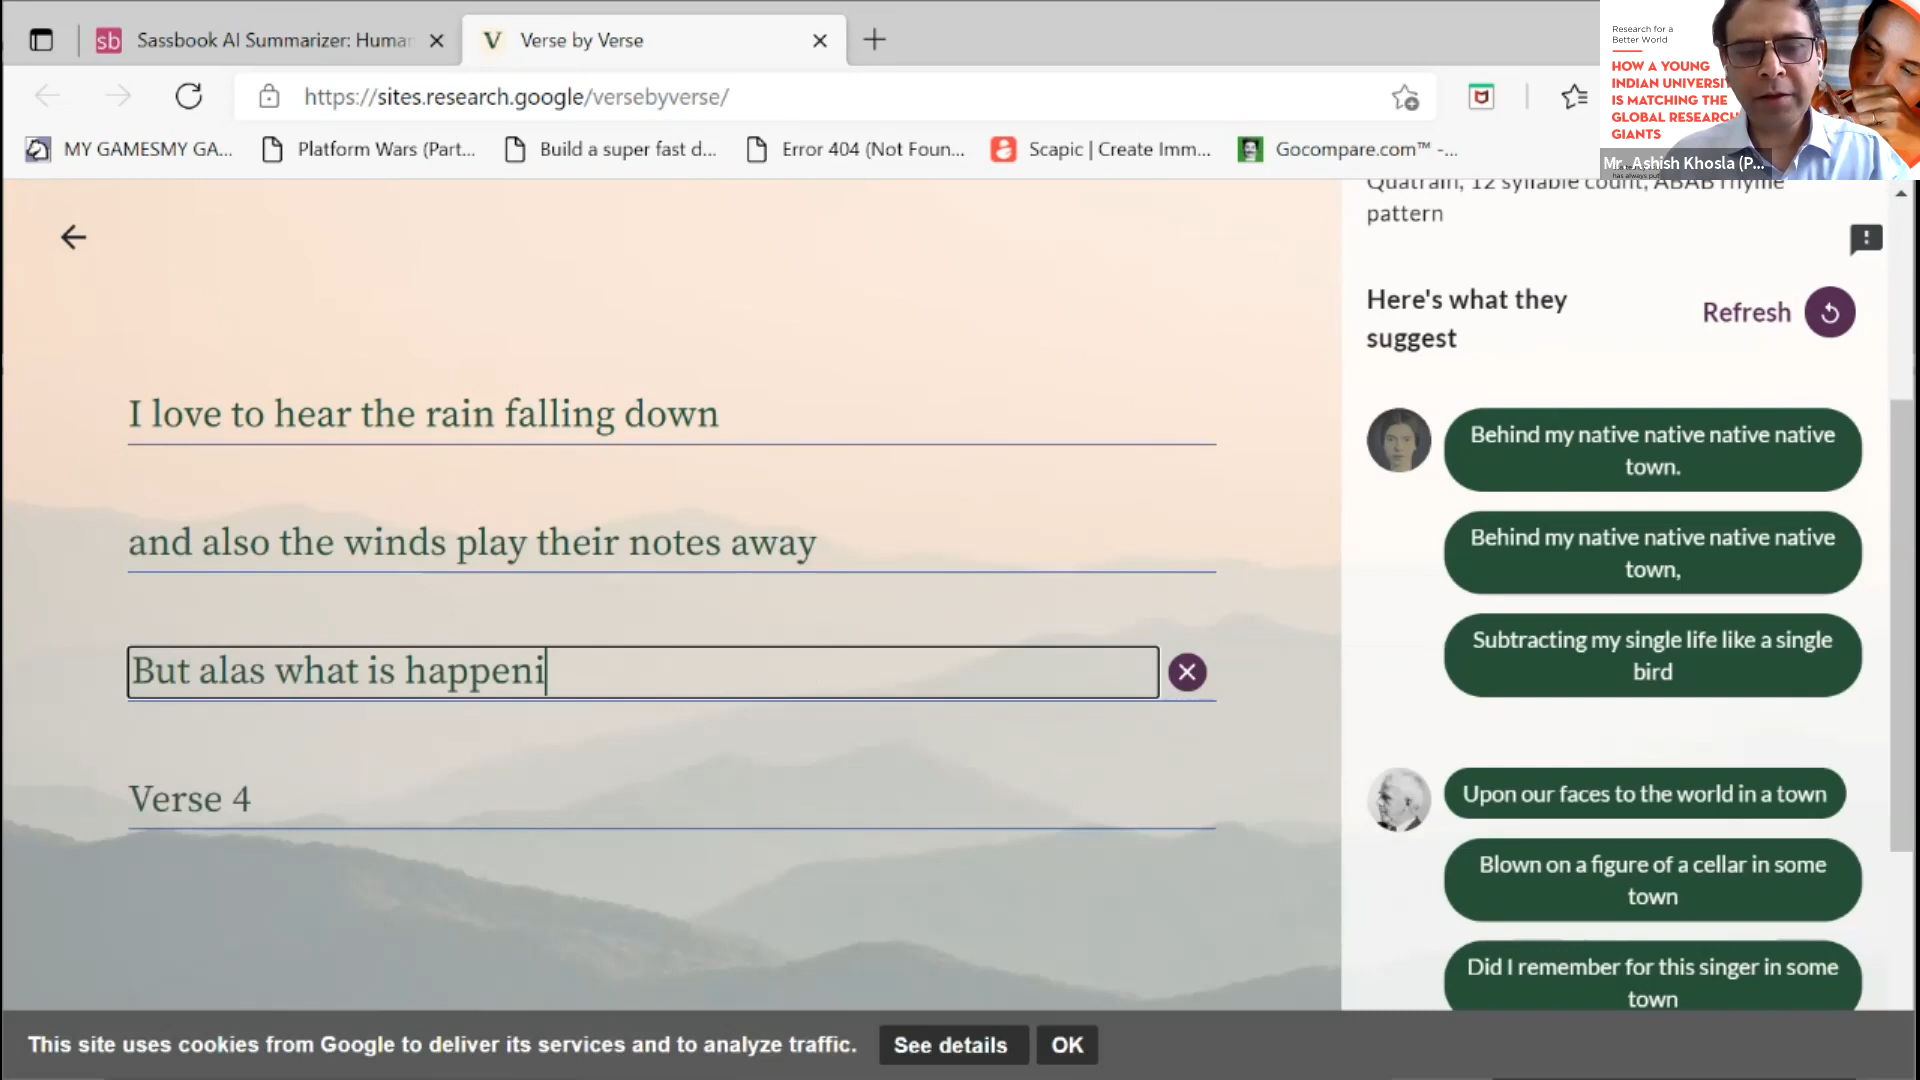 Sassbook AI Summarizer: Human
Verse by Verse
https://sites.research.google/versebyverse/
MY GAMESMY GA...
Platform Wars (Part...
Build a super fast d...
Error 404 (Not Foun...
Scapic | Create Imm...
Gocompare.com™ -...
Research for a
Better World
HOW A YOUNG
INDIAN UNIVERSI
IS MATCHING THE
GLOBAL RESEARCH
GIANTS
Mr. Ashish Khosla (P...
I love to hear the rain falling down
and also the winds play their notes away
But alas what is happeni
Verse 4
Quatrain, 12 syllable count, ABAB rhyme
pattern
Here's what they
suggest
Refresh
Behind my native native native native
town.
Behind my native native native native
town,
Subtracting my single life like a single
bird
Upon our faces to the world in a town
Blown on a figure of a cellar in some
town
Did I remember for this singer in some
town
This site uses cookies from Google to deliver its services and to analyze traffic.
See details
OK